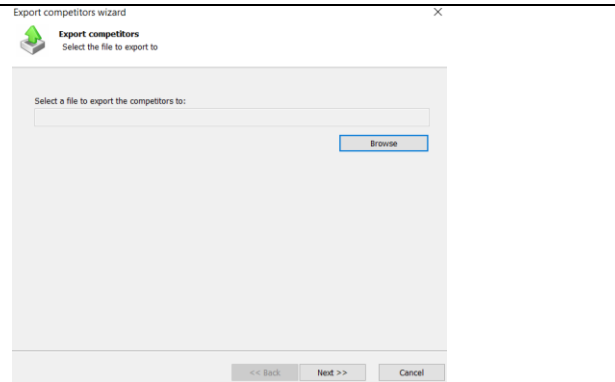 Export competitors wizard
Export competitors
Select the file to export to
Select a file to export the competitors to:
Browse
<< Back Next >> Cancel